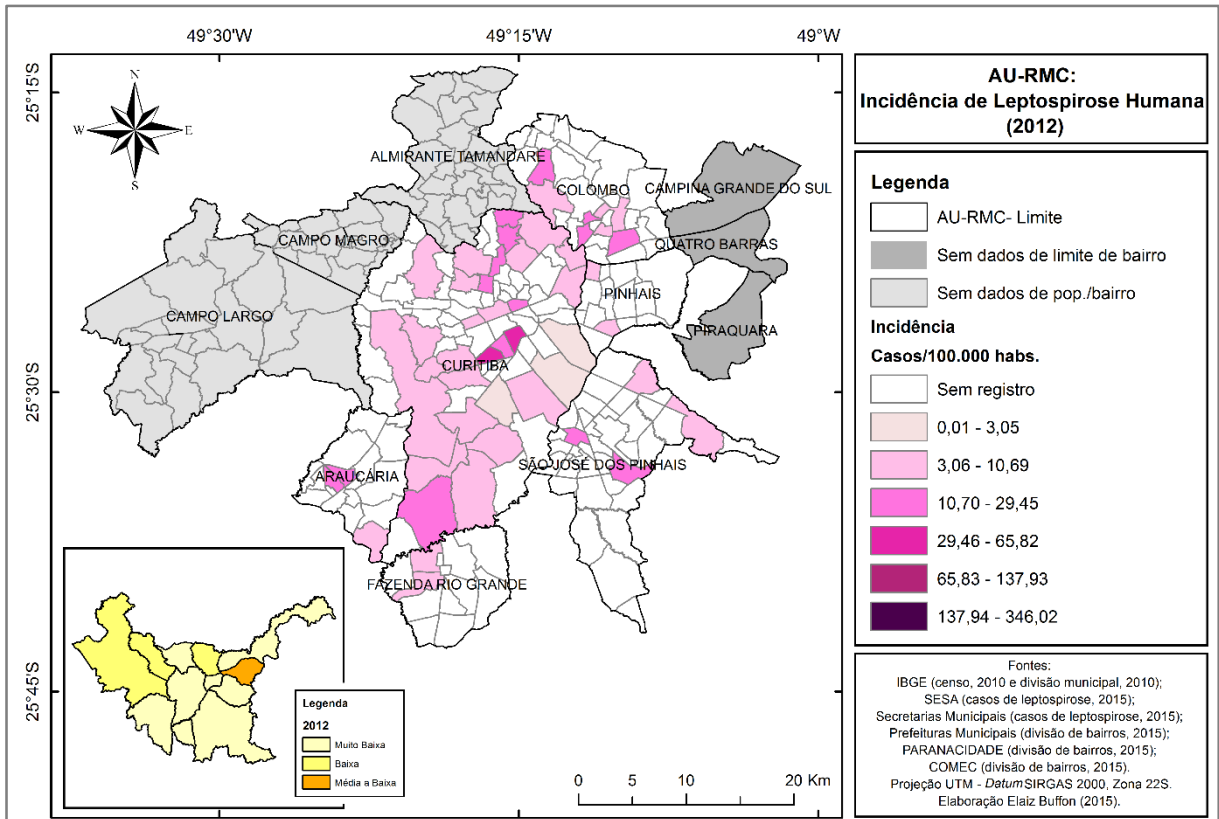 49°30'W
49°15'W
49°W
25°15'S
25°30'S
25°45'S
N
W
E
S
ALMIRANTE TAMANDARE
COLOMBO
CAMPINA GRANDE DO SUL
CAMPO MAGRO
QUATRO BARRAS
PINHAIS
CAMPO LARGO
PIRAQUARA
CURITIBA
SÃO JOSÉ DOS PINHAIS
ARAUCÁRIA
FAZENDA RIO GRANDE
Legenda
2012
Muito Baixa
Baixa
Média a Baixa
0 5 10 20 Km
AU-RMC:
Incidência de Leptospirose Humana
(2012)
Legenda
AU-RMC- Limite
Sem dados de limite de bairro
Sem dados de pop./bairro
Incidência
Casos/100.000 habs.
Sem registro
0,01 - 3,05
3,06 - 10,69
10,70 - 29,45
29,46 - 65,82
65,83 - 137,93
137,94 - 346,02
Fontes:
IBGE (censo, 2010 e divisão municipal, 2010);
SESA (casos de leptospirose, 2015);
Secretarias Municipais (casos de leptospirose, 2015);
Prefeituras Municipais (divisão de bairros, 2015);
PARANACIDADE (divisão de bairros, 2015);
COMEC (divisão de bairros, 2015).
Projeção UTM - Datum SIRGAS 2000, Zona 22S.
Elaboração Elaiz Buffon (2015).